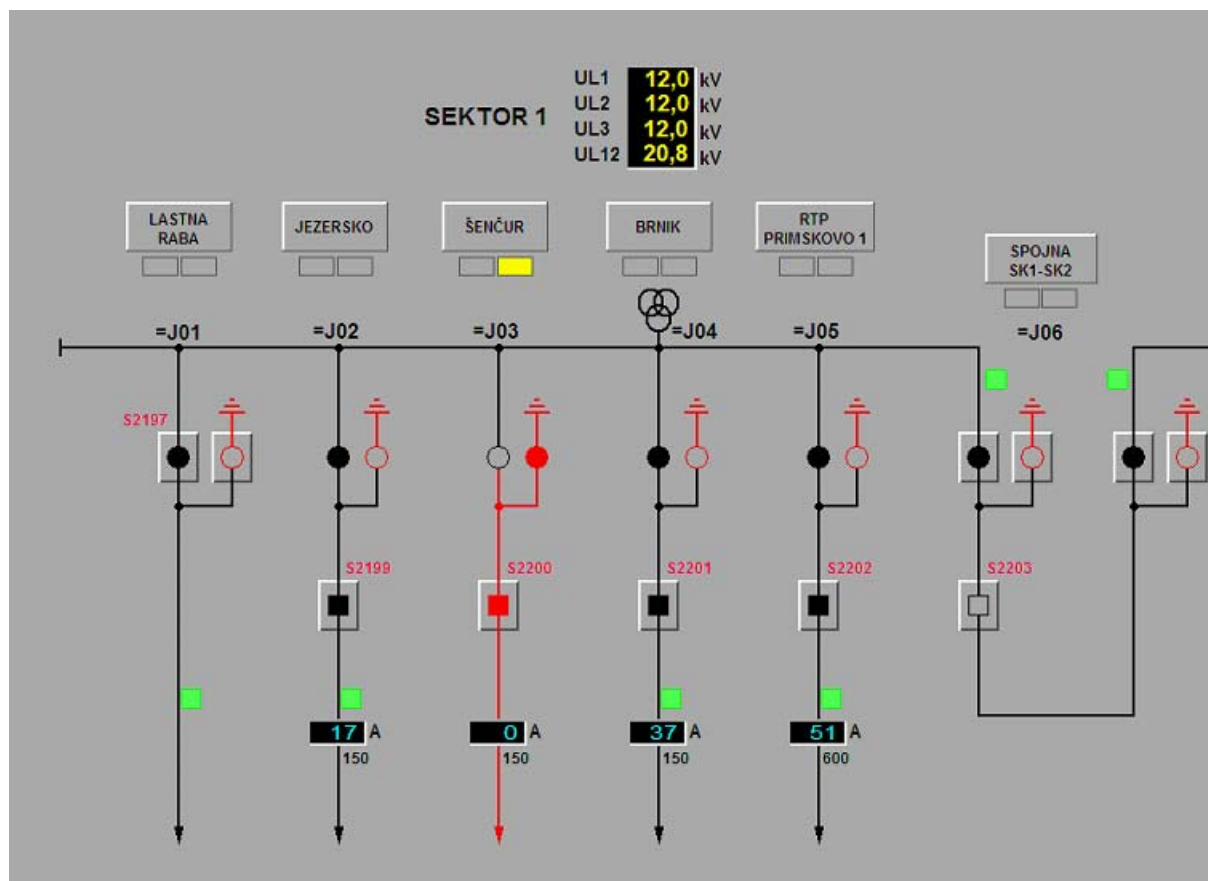 SEKTOR 1
UL1 12,0 kV
UL2 12,0 kV
UL3 12,0 kV
UL12 20,8 kV
LASTNA
RABA
JEZERSKO
ŠENČUR
BRNIK
RTP
PRIMSKOVO 1
SPOJNA
SK1-SK2
=J01
=J02
=J03
=J04
=J05
=J06
S2197
S2199
S2200
S2201
S2202
S2203
17 A
150
0 A
150
37 A
150
51 A
600